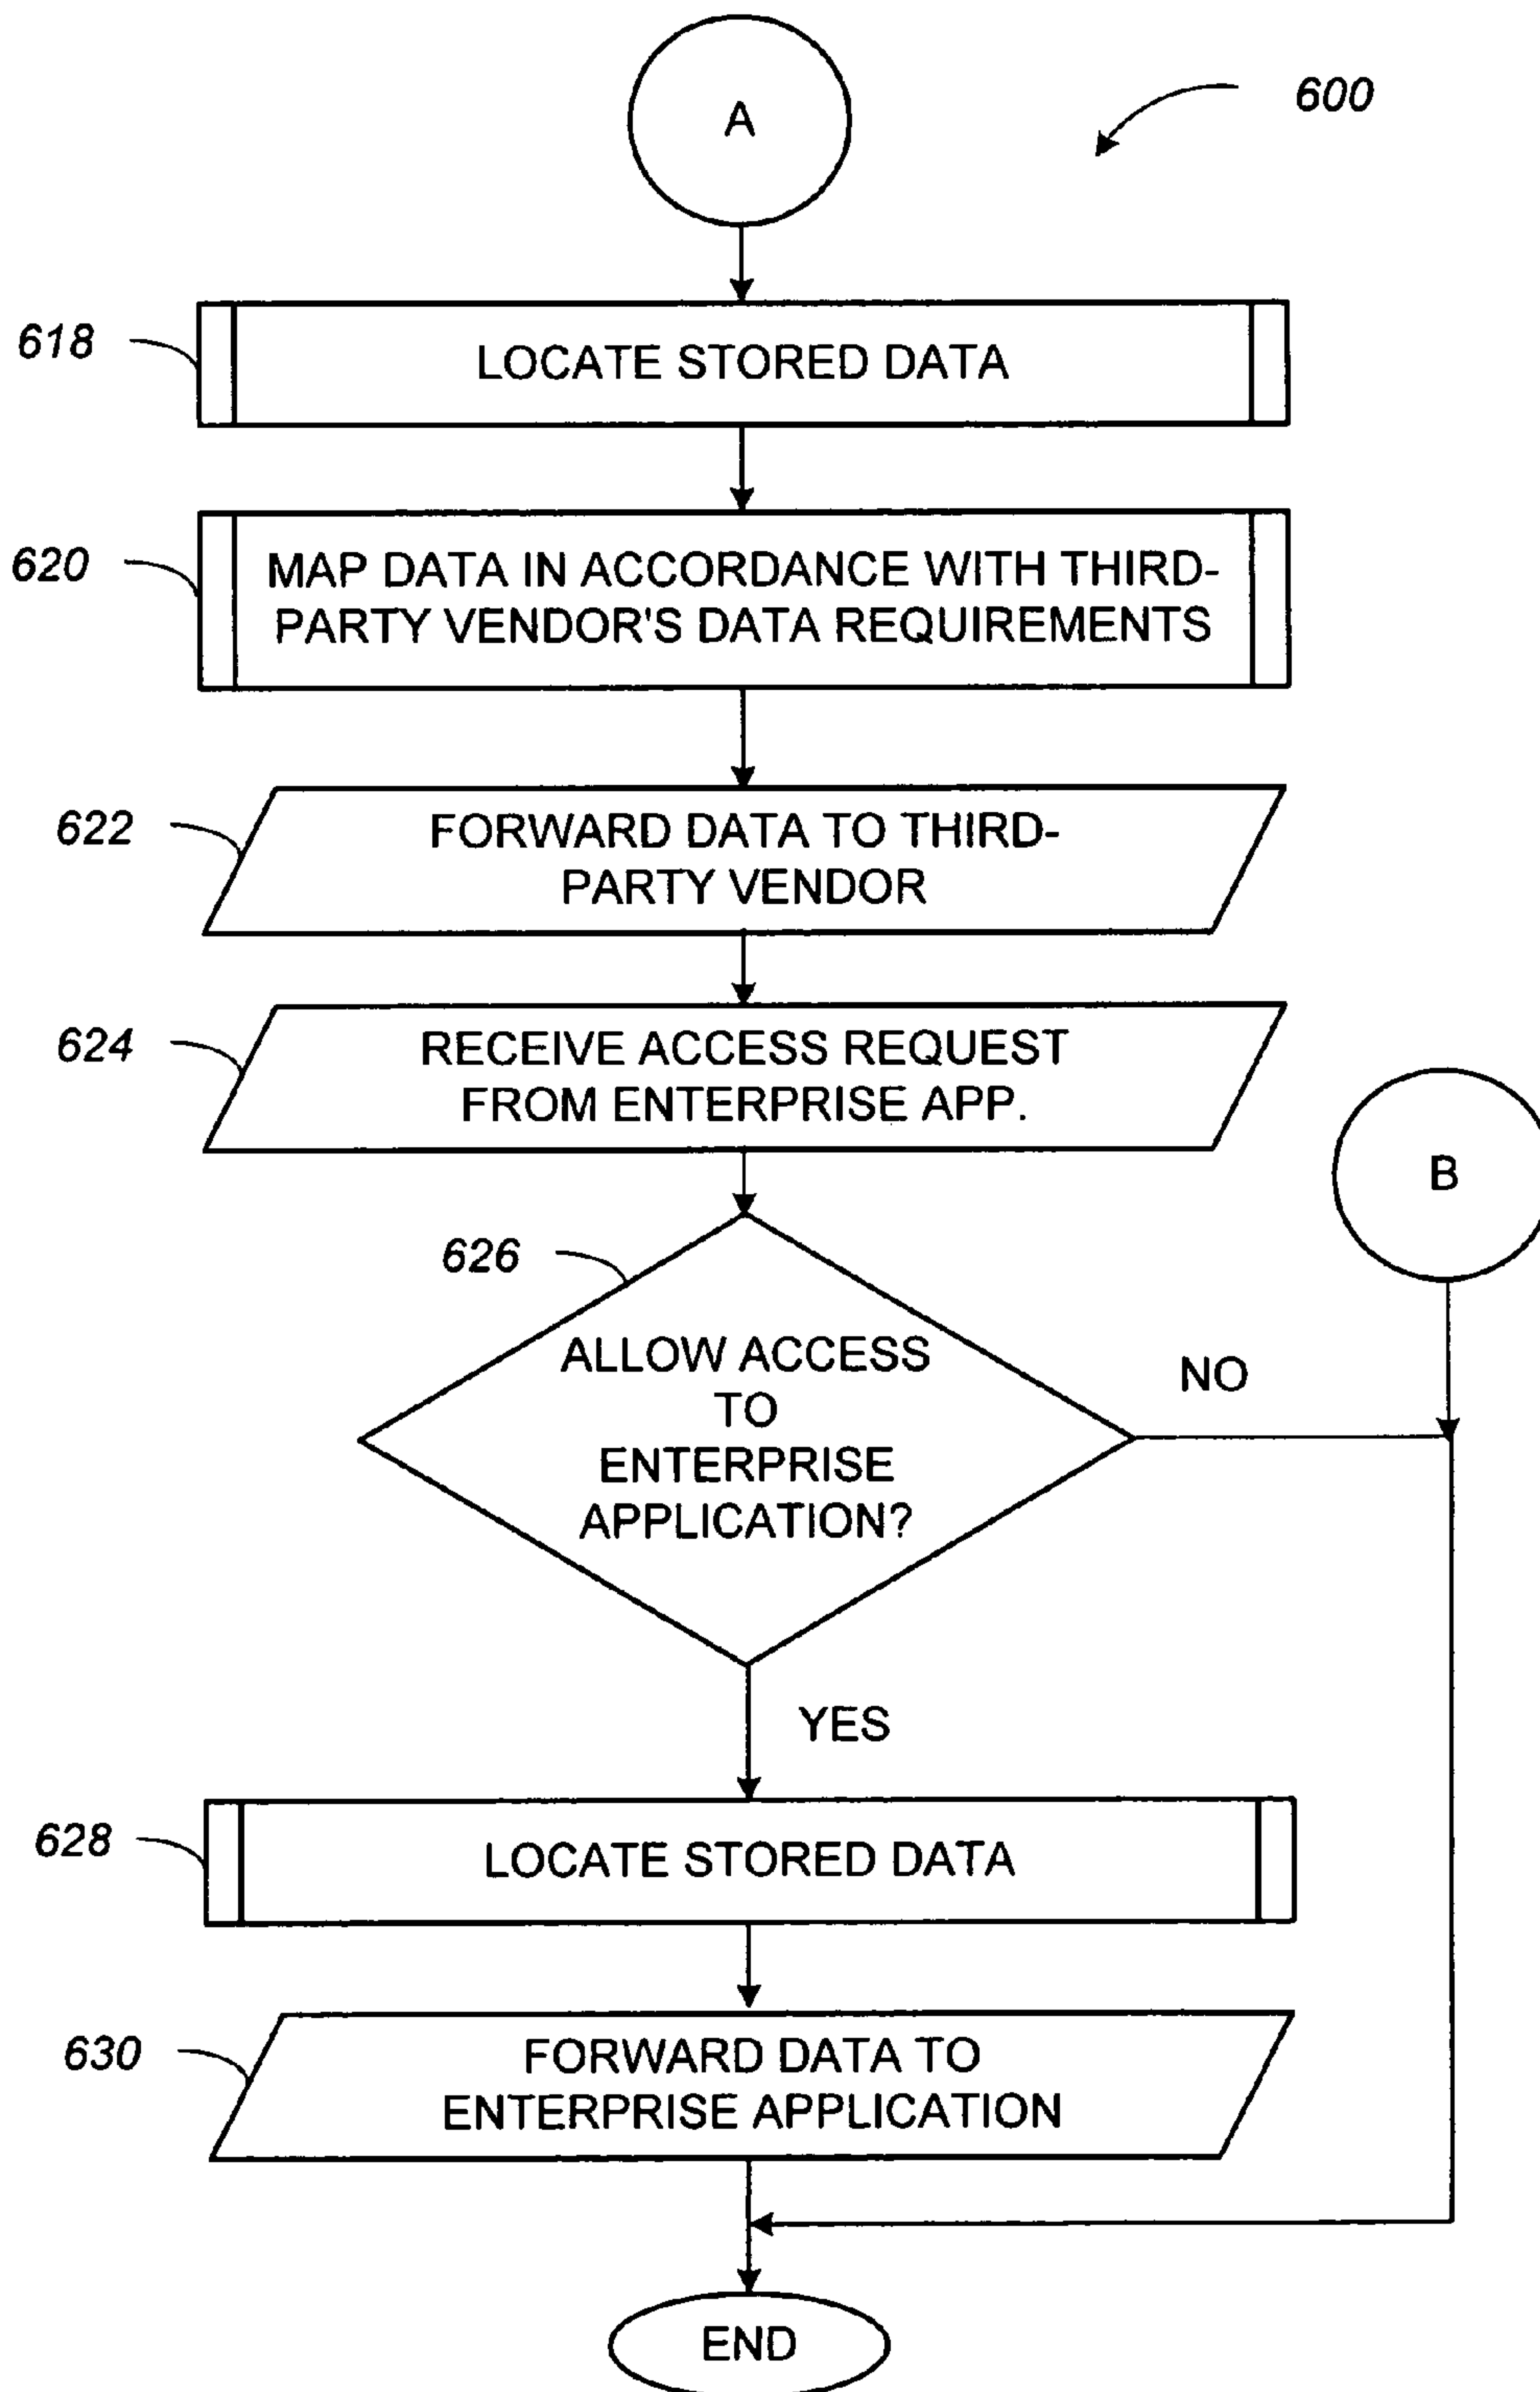 A
600
618
LOCATE STORED DATA
620
MAP DATA IN ACCORDANCE WITH THIRD-
PARTY VENDOR'S DATA REQUIREMENTS
622
FORWARD DATA TO THIRD-
PARTY VENDOR
624
RECEIVE ACCESS REQUEST
FROM ENTERPRISE APP.
B
626
ALLOW ACCESS
TO
ENTERPRISE
APPLICATION?
NO
YES
628
LOCATE STORED DATA
630
FORWARD DATA TO
ENTERPRISE APPLICATION
END